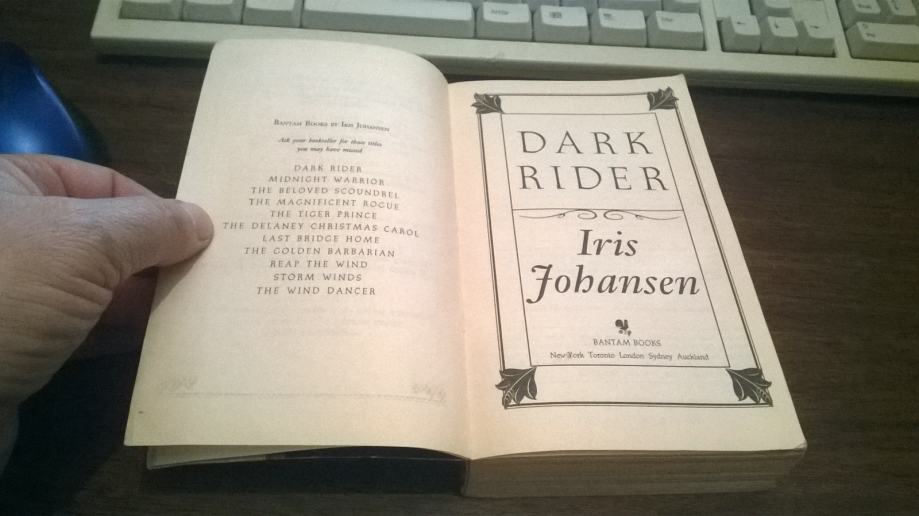 BANTAM BOOKS BY IRIS JOHANSEN
Ask your bookseller for those titles
you may have missed
DARK RIDER
MIDNIGHT WARRIOR
THE BELOVED SCOUNDREL
THE MAGNIFICENT ROGUE
THE TIGER PRINCE
THE DELANEY CHRISTMAS CAROL
LAST BRIDGE HOME
THE GOLDEN BARBARIAN
REAP THE WIND
STORM WINDS
THE WIND DANCER
DARK
RIDER
Iris
Johansen
BANTAM BOOKS
New York Toronto London Sydney Auckland